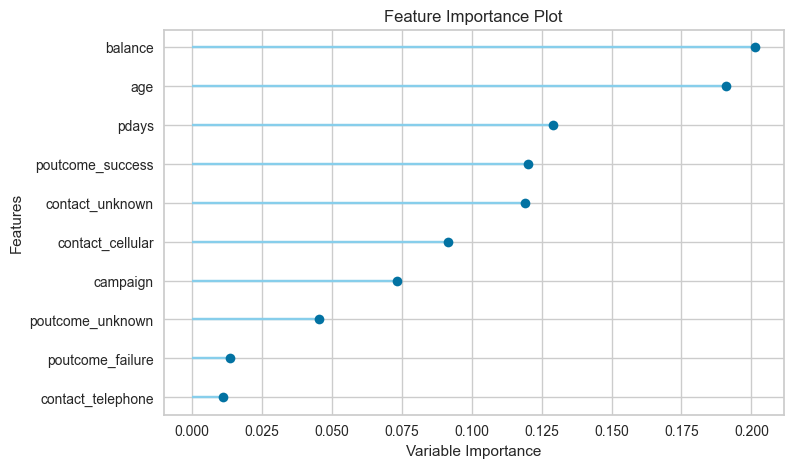 Feature Importance Plot
Features
balance
age
pdays
poutcome_success
contact_unknown
contact_cellular
campaign
poutcome_unknown
poutcome_failure
contact_telephone
0.000 0.025 0.050 0.075 0.100 0.125 0.150 0.175 0.200
Variable Importance